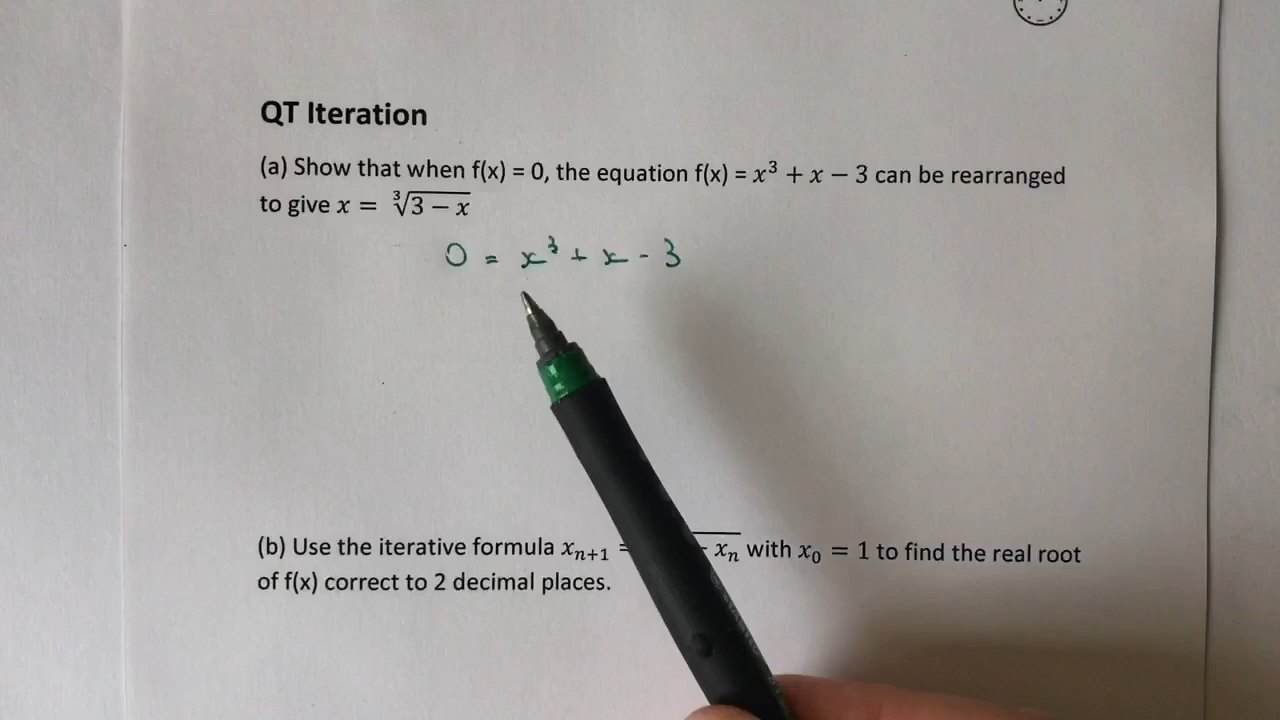 QT Iteration
(a) Show that when f(x) = 0, the equation f(x) = x³ + x − 3 can be rearranged
to give x = ∛3 − x
0 = x³ + x - 3
(b) Use the iterative formula xₙ₊₁ = - xₙ with x₀ = 1 to find the real root
of f(x) correct to 2 decimal places.